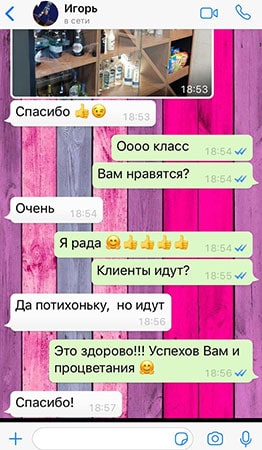 Игорь
в сети
18:53
Спасибо 👍😉 18:53
Оооо класс 18:54
Вам нравятся? 18:54
Очень 18:54
Я рада 🤗👍👍👍👍 18:54
Клиенты идут? 18:55
Да потихоньку, но идут
18:56
Это здорово!!! Успехов Вам и
процветания 🤗 18:56
Спасибо! 18:57